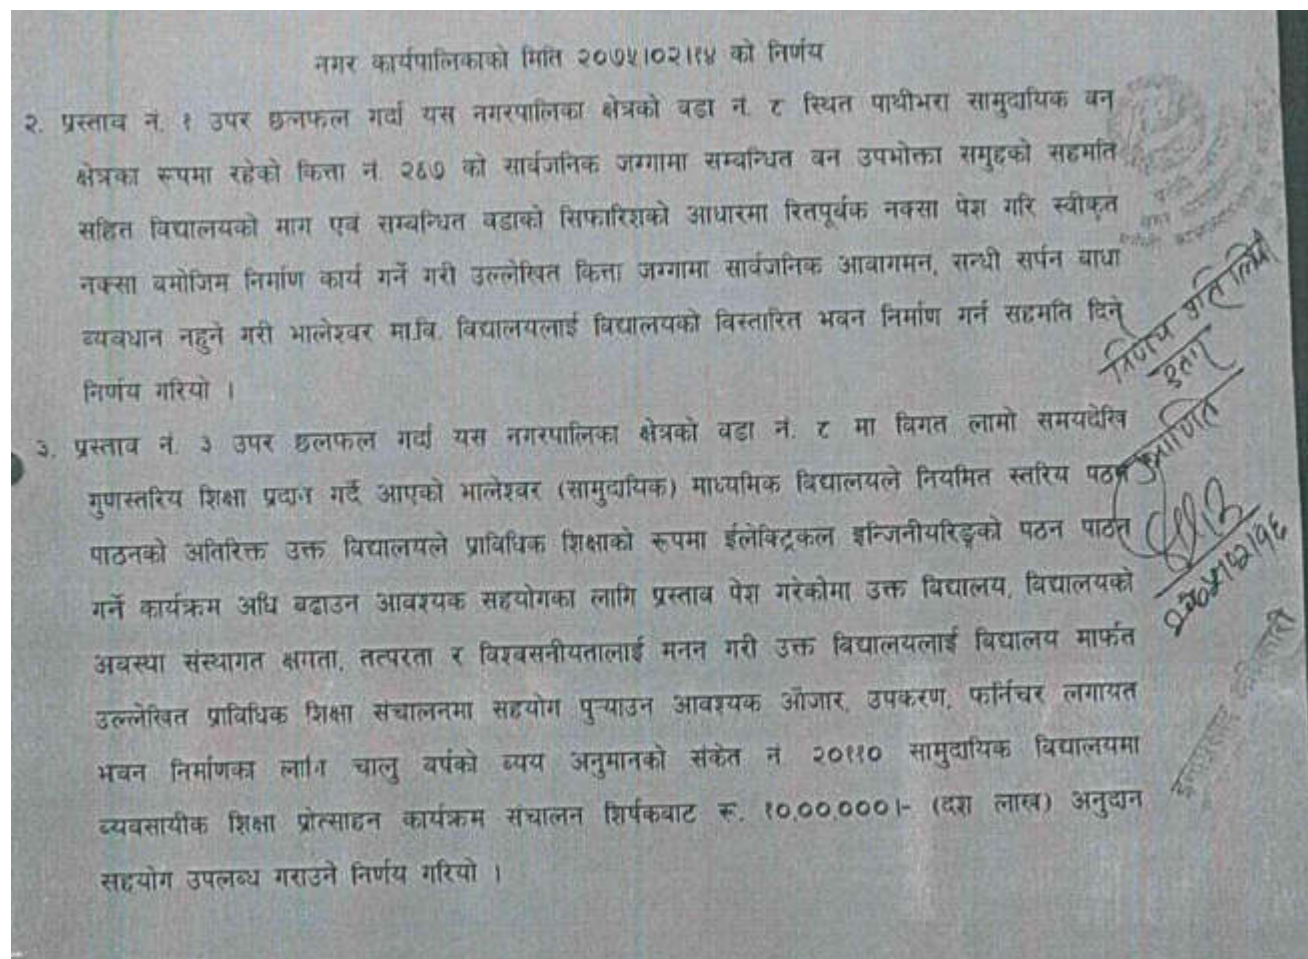 नगर कार्यपालिकाको मिति २०७५।०२।१४ को निर्णय
२. प्रस्ताव नं. १ उपर छलफल गर्दा यस नगरपालिका क्षेत्रको वडा नं. ८ स्थित पाथीभरा सामुदायिक वन
क्षेत्रका रूपमा रहेको कित्ता नं. २६७ को सार्वजनिक जग्गामा सम्बन्धित वन उपभोक्ता समुहको सहमति
सहित विद्यालयको माग एवं सम्बन्धित वडाको सिफारिशको आधारमा रितपूर्वक नक्सा पेश गरि स्वीकृत
नक्सा बमोजिम निर्माण कार्य गर्ने गरी उल्लेखित कित्ता जग्गामा सार्वजनिक आवागमन, सन्धी सर्पन बाधा
व्यवधान नहुने गरी भालेश्वर मा.वि. विद्यालयलाई विद्यालयको विस्तारित भवन निर्माण गर्न सहमति दिने
निर्णय गरियो ।
३. प्रस्ताव नं. ३ उपर छलफल गर्दा यस नगरपालिका क्षेत्रको वडा नं. ८ मा विगत लामो समयदेखि
गुणस्तरिय शिक्षा प्रदान गर्दै आएको भालेश्वर (सामुदायिक) माध्यमिक विद्यालयले नियमित स्तरिय पठन
पाठनको अतिरिक्त उक्त विद्यालयले प्राविधिक शिक्षाको रूपमा ईलेक्ट्रिकल इन्जिनीयरिङ्को पठन पाठन
गर्ने कार्यक्रम अघि बढाउन आवश्यक सहयोगका लागि प्रस्ताव पेश गरेकोमा उक्त विद्यालय, विद्यालयको
अवस्था संस्थागत क्षमता, तत्परता र विश्वसनीयतालाई मनन गरी उक्त विद्यालयलाई विद्यालय मार्फत
उल्लेखित प्राविधिक शिक्षा संचालनमा सहयोग पुऱ्याउन आवश्यक औजार, उपकरण, फर्निचर लगायत
भवन निर्माणका लागि चालु वर्षको व्यय अनुमानको संकेत नं २०११० सामुदायिक विद्यालयमा
व्यवसायीक शिक्षा प्रोत्साहन कार्यक्रम संचालन शिर्षकबाट रू. १०,००,०००।- (दश लाख) अनुदान
सहयोग उपलब्ध गराउने निर्णय गरियो ।
निर्णय प्रतिलिपी
प्रमाणित